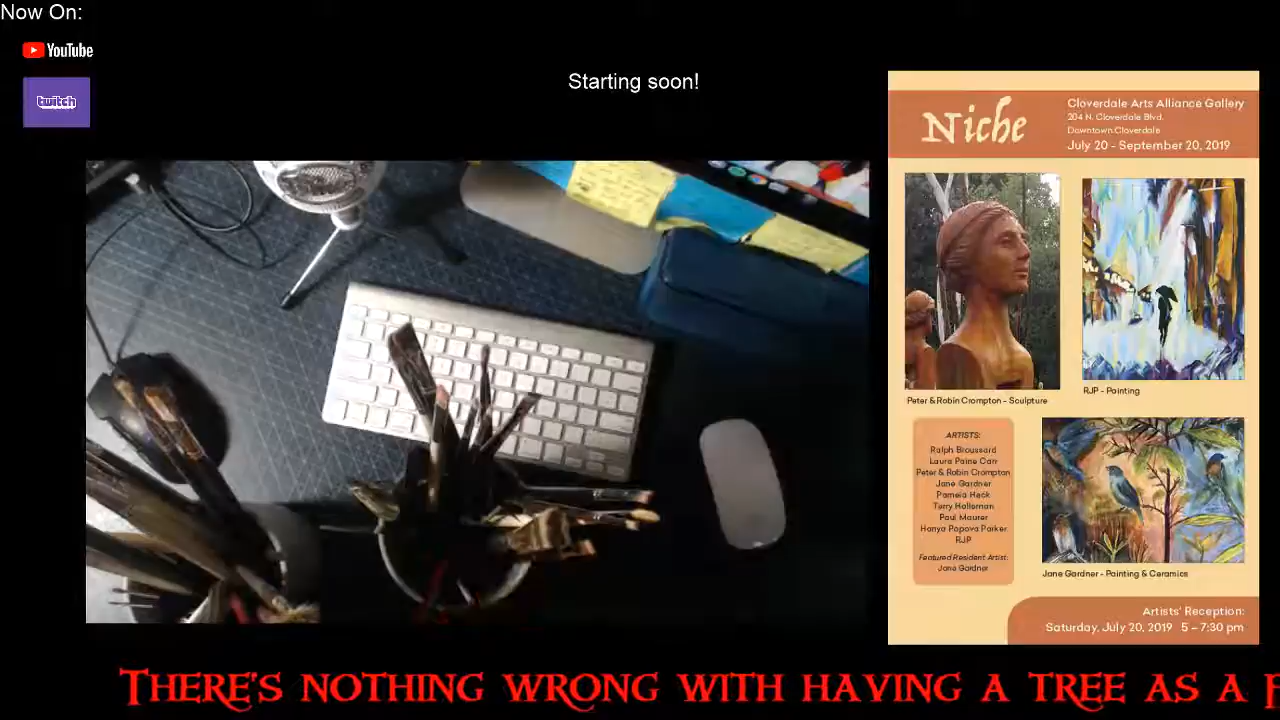 Now On:
YouTube
twitch
Starting soon!
Niche
Cloverdale Arts Alliance Gallery
204 N. Cloverdale Blvd.
Downtown Cloverdale
July 20 - September 20, 2019
Peter & Robin Crompton - Sculpture
RJP - Painting
ARTISTS:
Ralph Broussard
Laura Paine Carr
Peter & Robin Crompton
Jane Gardner
Pamela Heck
Terry Holleman
Paul Maurer
Hanya Popova Parker
RJP
Featured Resident Artist:
Jane Gardner
Jane Gardner - Painting & Ceramics
Artists' Reception:
Saturday, July 20, 2019 5 – 7:30 pm
THERE'S NOTHING WRONG WITH HAVING A TREE AS A